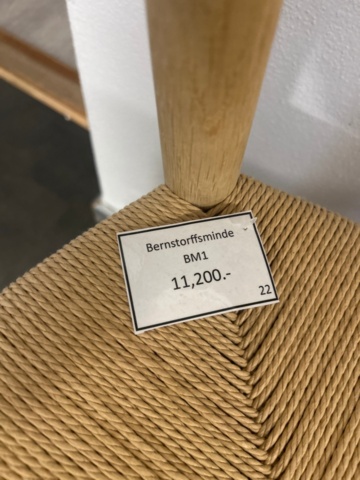 Bernstorffsminde
BM1
11,200.-
22